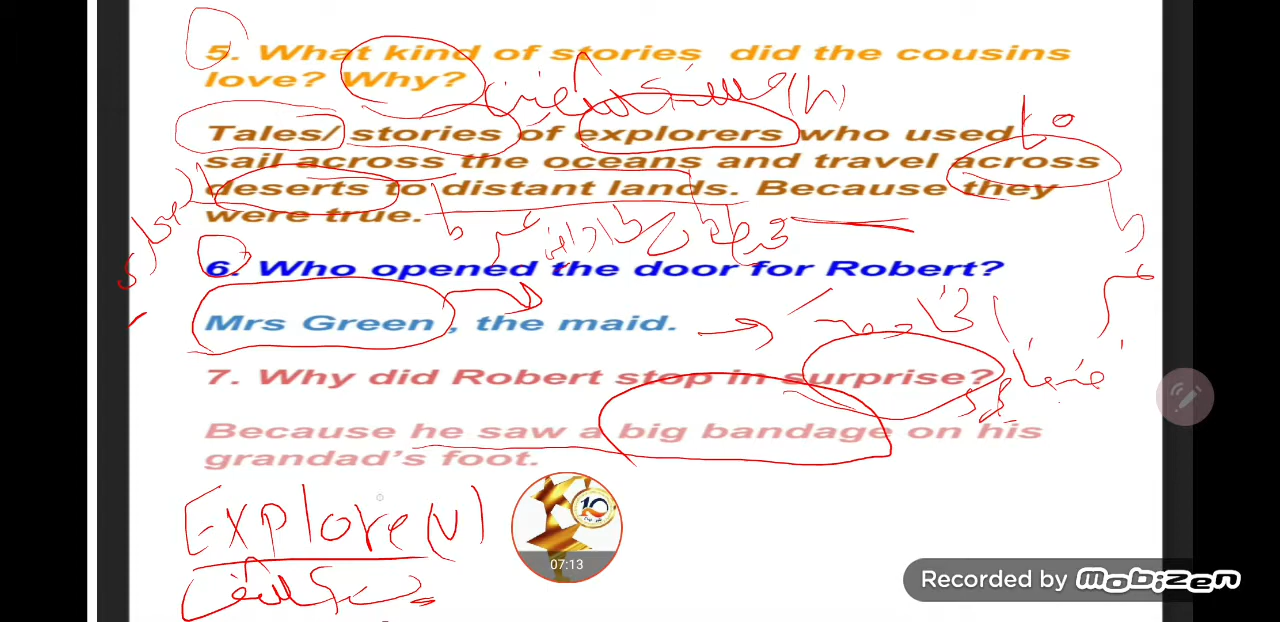 5. What kind of stories did the cousins
love? Why?
Tales/ stories of explorers who used to
sail across the oceans and travel across
deserts to distant lands. Because they
were true.
6. Who opened the door for Robert?
Mrs Green , the maid.
7. Why did Robert stop in surprise?
Because he saw a big bandage on his
grandad's foot.
Explore (v)
10
07:13
Recorded by mobizen